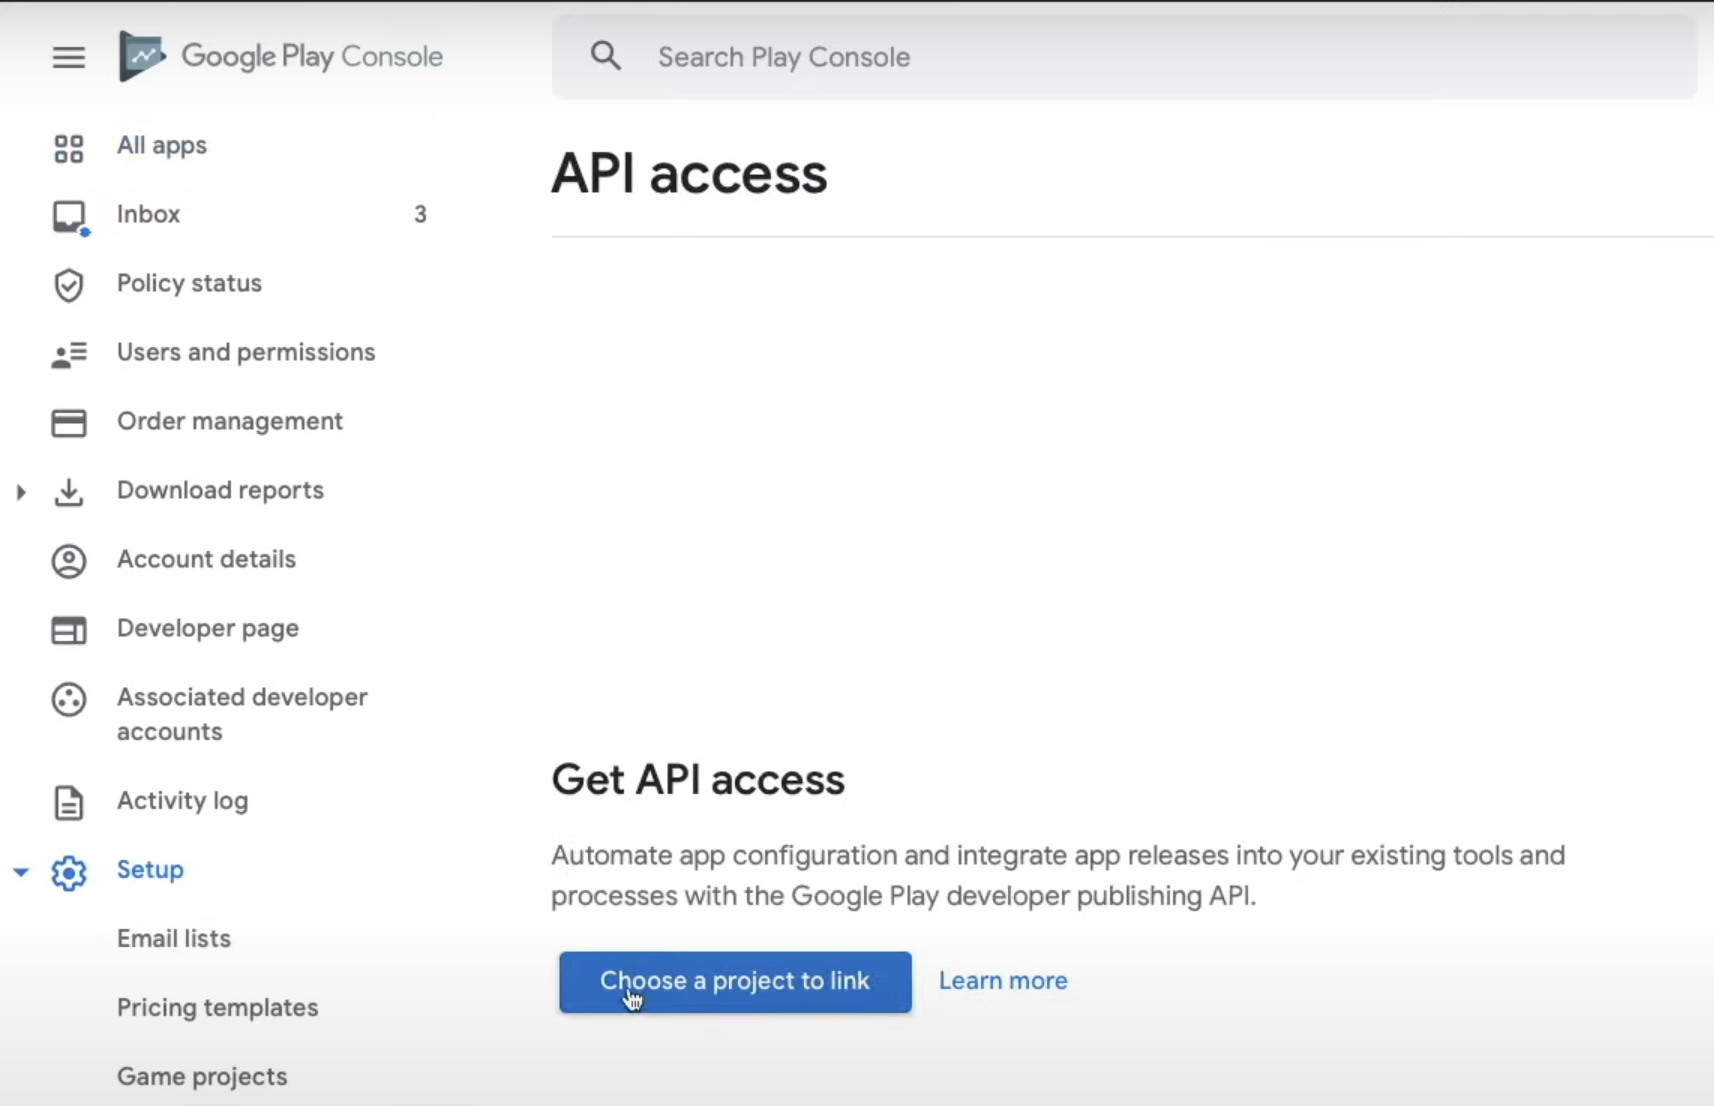 Google Play Console
Search Play Console
All apps
Inbox 3
Policy status
Users and permissions
Order management
Download reports
Account details
Developer page
Associated developer
accounts
Activity log
Setup
Email lists
Pricing templates
Game projects
API access
Get API access
Automate app configuration and integrate app releases into your existing tools and
processes with the Google Play developer publishing API.
Choose a project to link
Learn more